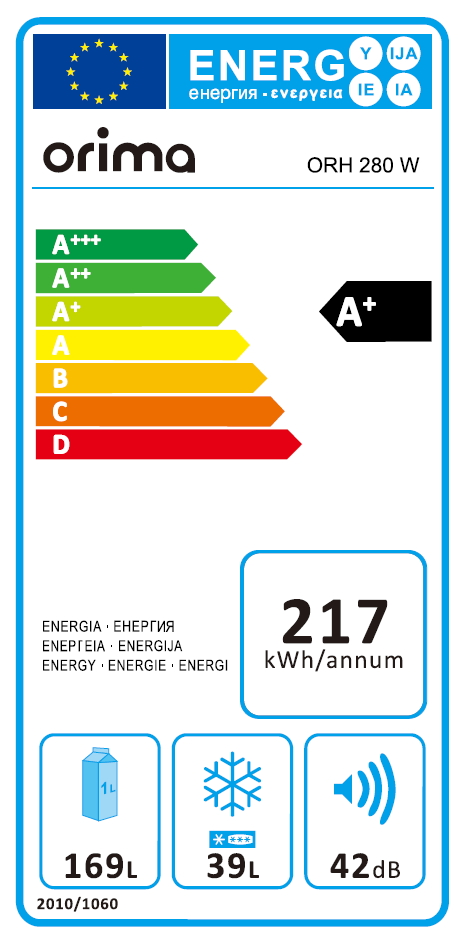 ENERG Y IJA
енергия - ενεργεια IE IA
orima
ORH 280 W
A+++
A++
A+
A
B
C
D
A+
217
kWh/annum
ENERGIA · ЕНЕРГИЯ
ΕΝΕΡΓΕΙΑ · ENERGIJA
ENERGY · ENERGIE · ENERGI
1L
169L
39L
42dB
2010/1060